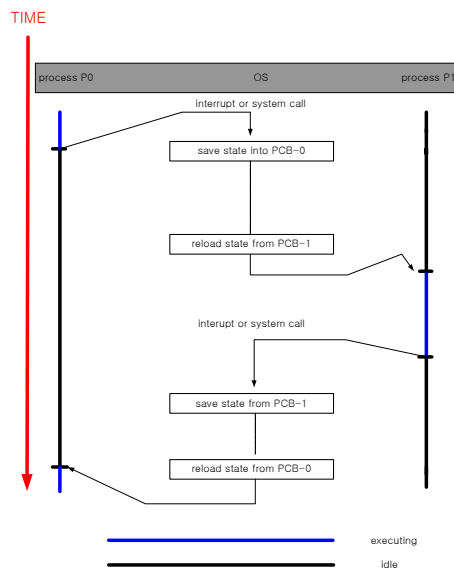 TIME
process P0
OS
process P1
interrupt or system call
save state into PCB-0
reload state from PCB-1
interupt or system call
save state from PCB-1
reload state from PCB-0
executing
idle